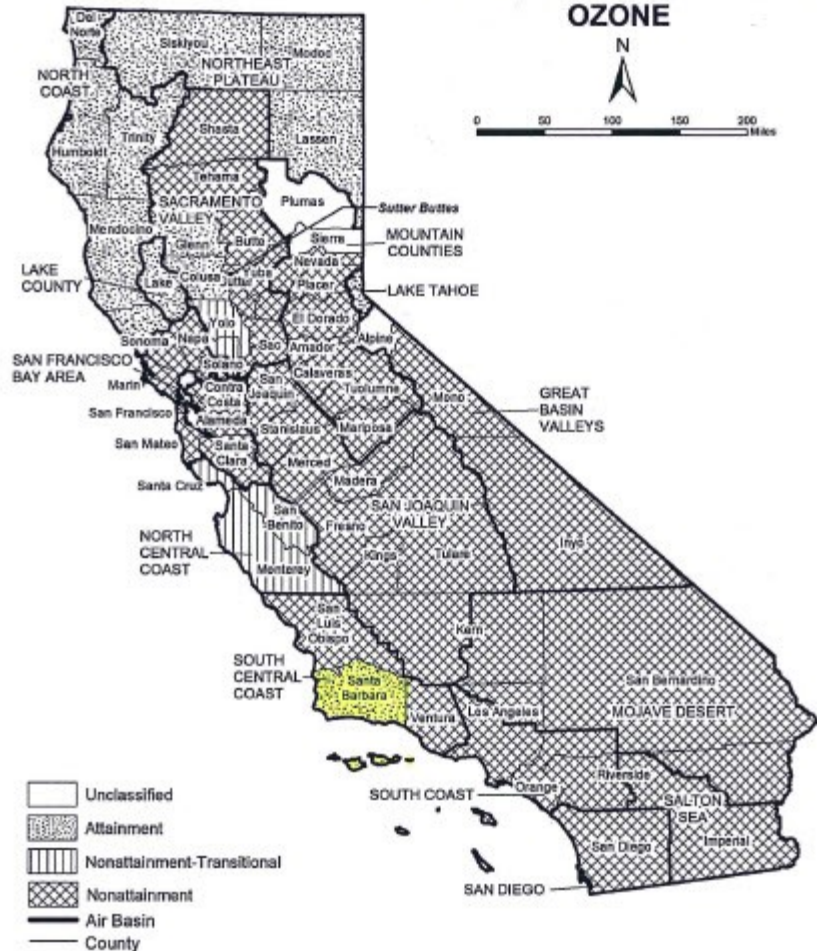 OZONE
N
0 50 100 150 200
Miles
Del
Norte
Siskiyou
Modoc
NORTHEAST
PLATEAU
NORTH
COAST
Shasta
Trinity
Lassen
Humboldt
Tehama
Plumas
SACRAMENTO
VALLEY
Sutter Buttes
Mendocino
Glenn
Butte
Sierra
MOUNTAIN
COUNTIES
Nevada
LAKE
COUNTY
Lake
Colusa
Sutter
Yuba
Placer
LAKE TAHOE
Yolo
El Dorado
Sonoma
Napa
Sac
Amador
Alpine
SAN FRANCISCO
BAY AREA
Solano
Calaveras
Marin
Contra
Costa
San
Joaquin
Tuolumne
Mono
GREAT
BASIN
VALLEYS
San Francisco
Alameda
Stanislaus
Mariposa
San Mateo
Santa
Clara
Merced
Santa Cruz
Madera
San
Benito
Fresno
SAN JOAQUIN
VALLEY
NORTH
CENTRAL
COAST
Monterey
Kings
Tulare
Inyo
San
Luis
Obispo
Kern
SOUTH
CENTRAL
COAST
Santa
Barbara
San Bernardino
Ventura
Los Angeles
MOJAVE DESERT
SOUTH COAST
Orange
Riverside
SALTON
SEA
San Diego
Imperial
SAN DIEGO
Unclassified
Attainment
Nonattainment-Transitional
Nonattainment
Air Basin
County